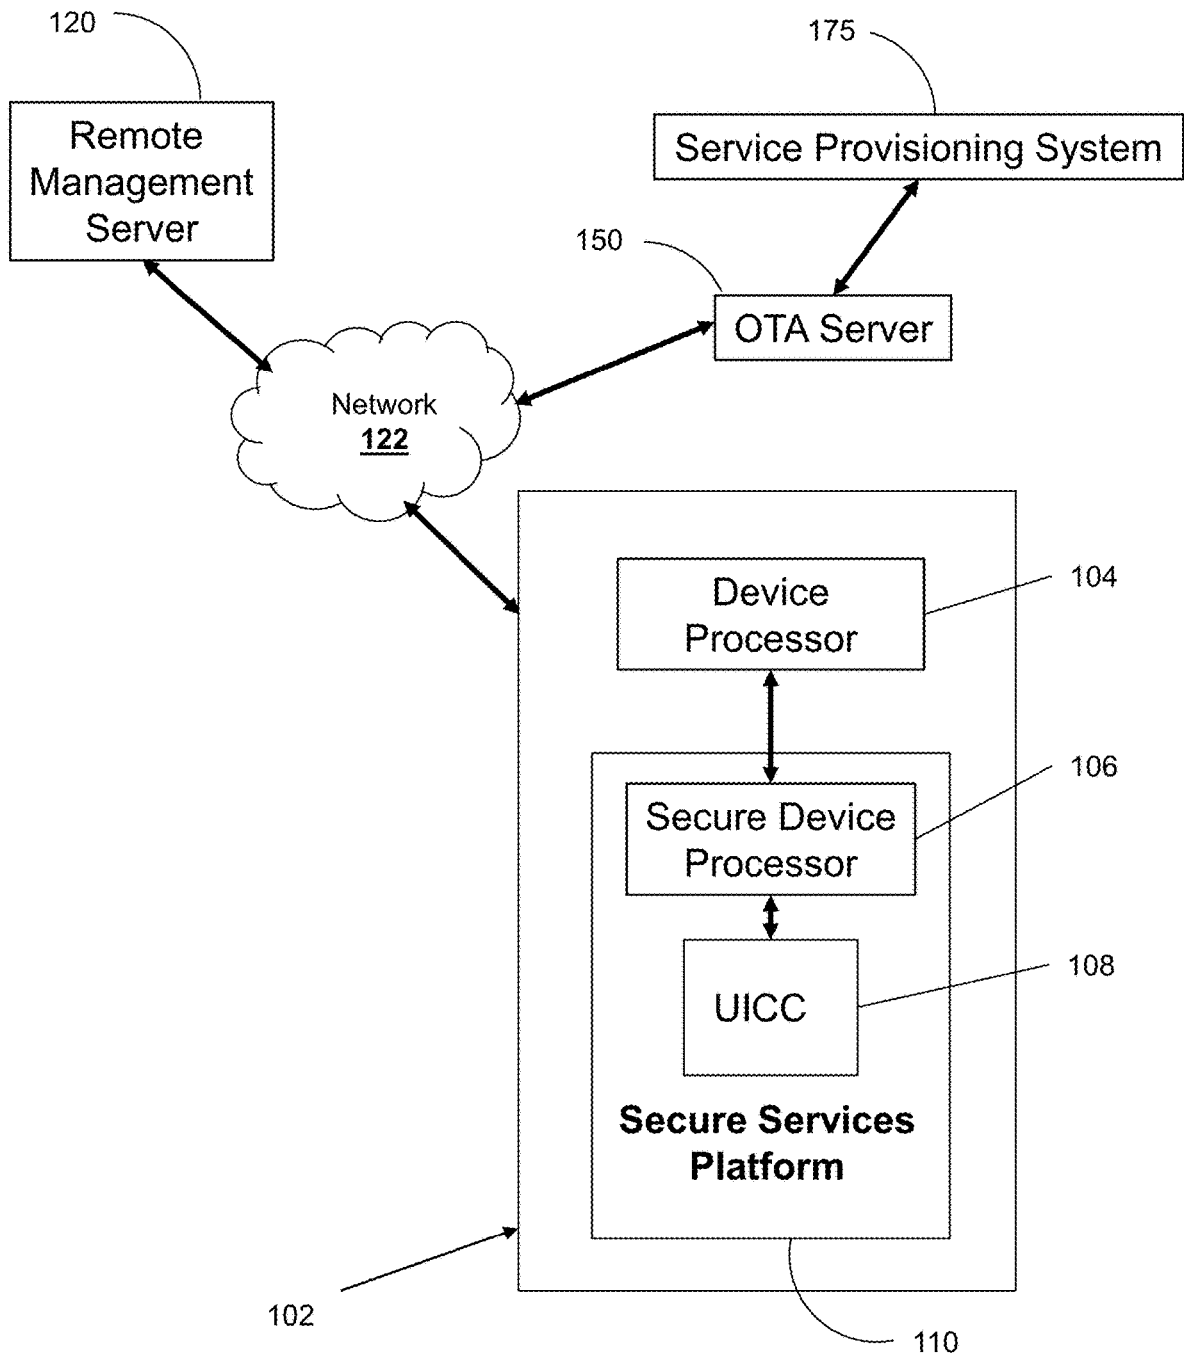 120
175
Remote
Management
Server
Service Provisioning System
150
OTA Server
Network
122
Device
Processor
104
106
Secure Device
Processor
108
UICC
Secure Services
Platform
102
110